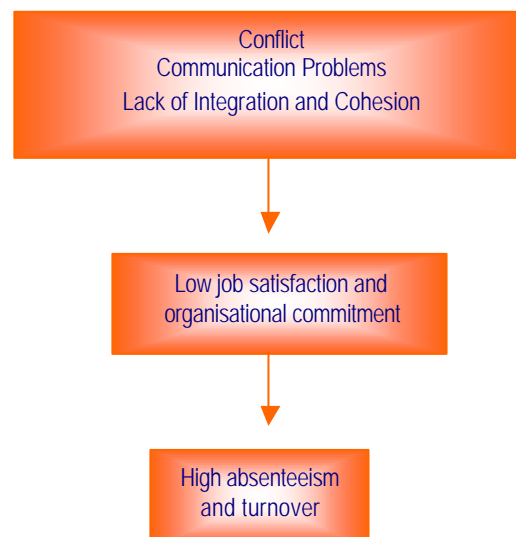 Conflict
Communication Problems
Lack of Integration and Cohesion
Low job satisfaction and
organisational commitment
High absenteeism
and turnover